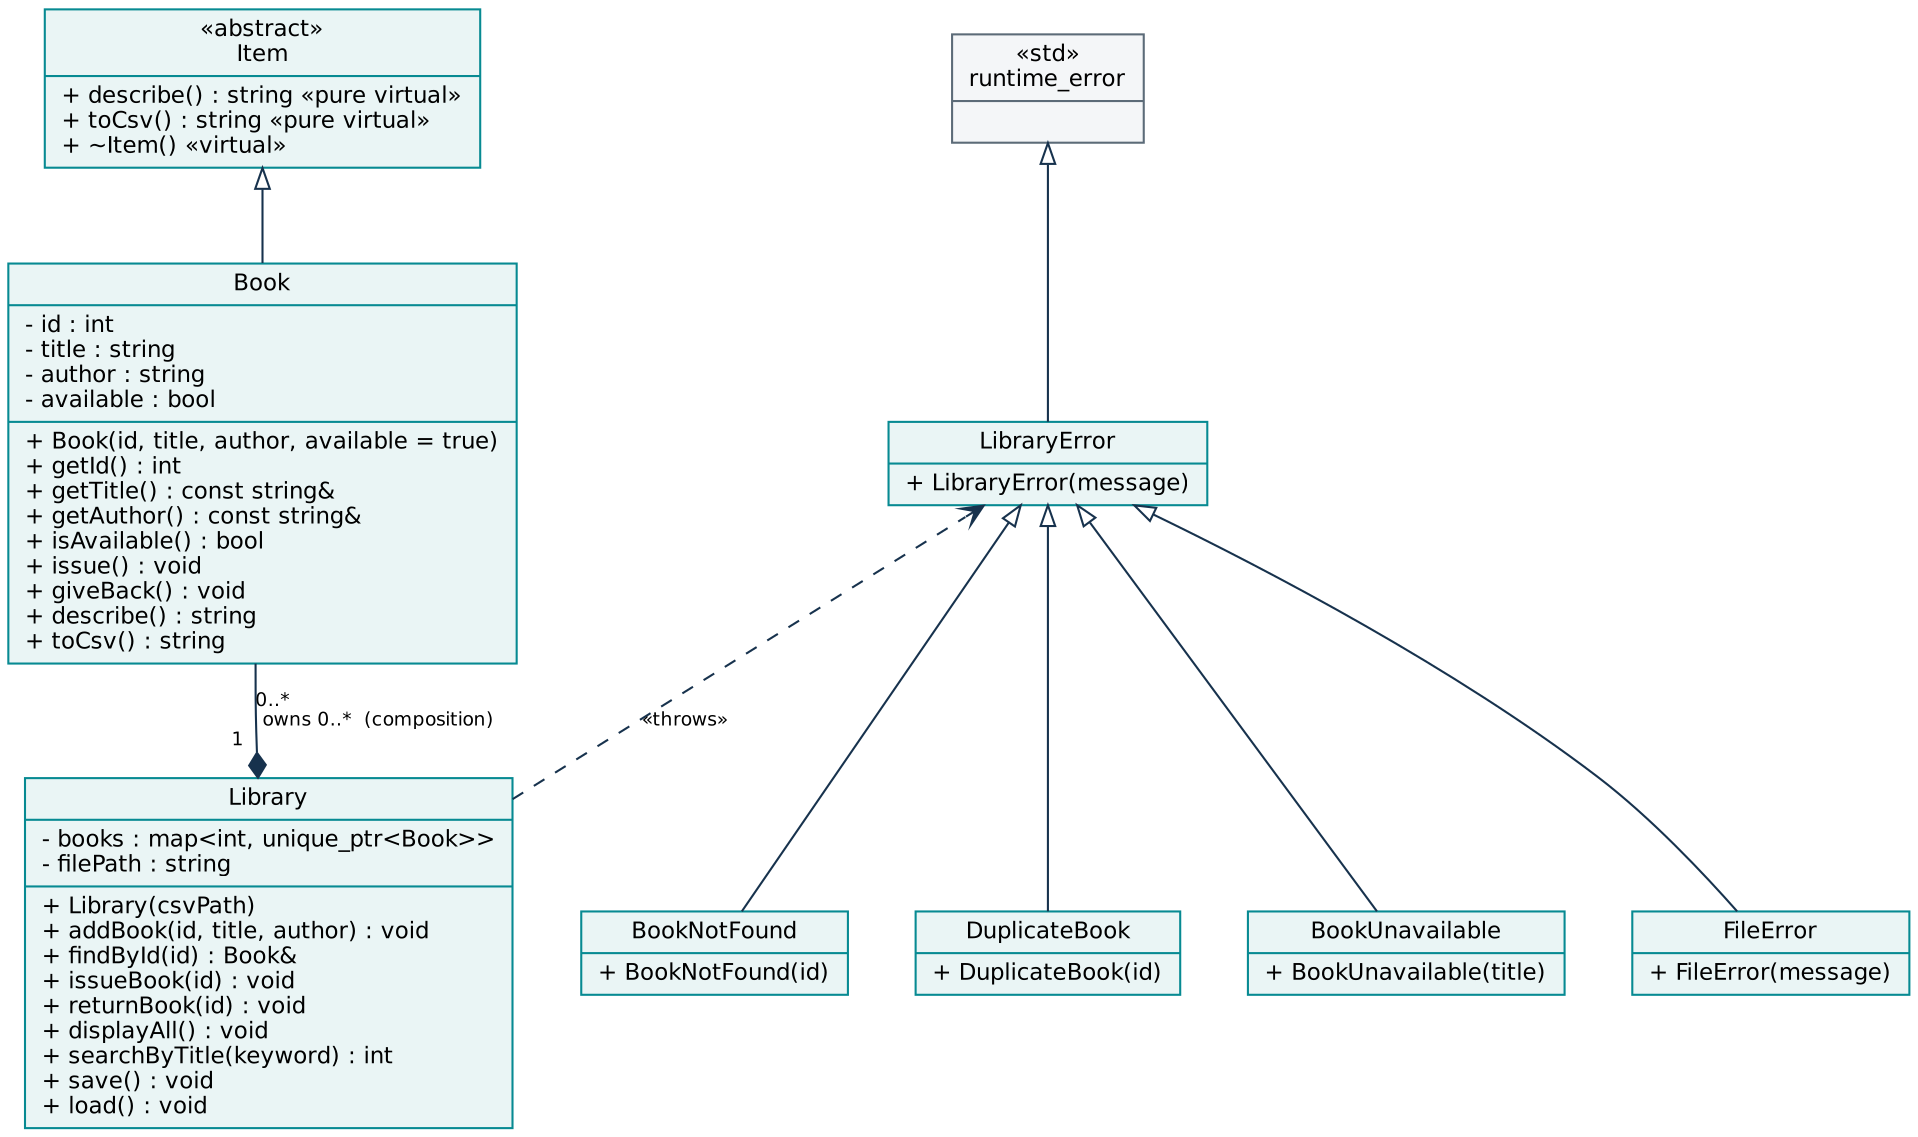 «abstract»
Item
+ describe() : string «pure virtual»
+ toCsv() : string «pure virtual»
+ ~Item() «virtual»
«std»
runtime_error
Book
- id : int
- title : string
- author : string
- available : bool
+ Book(id, title, author, available = true)
+ getId() : int
+ getTitle() : const string&
+ getAuthor() : const string&
+ isAvailable() : bool
+ issue() : void
+ giveBack() : void
+ describe() : string
+ toCsv() : string
LibraryError
+ LibraryError(message)
0..*
owns 0..*  (composition)
1
«throws»
Library
- books : map<int, unique_ptr<Book>>
- filePath : string
+ Library(csvPath)
+ addBook(id, title, author) : void
+ findById(id) : Book&
+ issueBook(id) : void
+ returnBook(id) : void
+ displayAll() : void
+ searchByTitle(keyword) : int
+ save() : void
+ load() : void
BookNotFound
+ BookNotFound(id)
DuplicateBook
+ DuplicateBook(id)
BookUnavailable
+ BookUnavailable(title)
FileError
+ FileError(message)